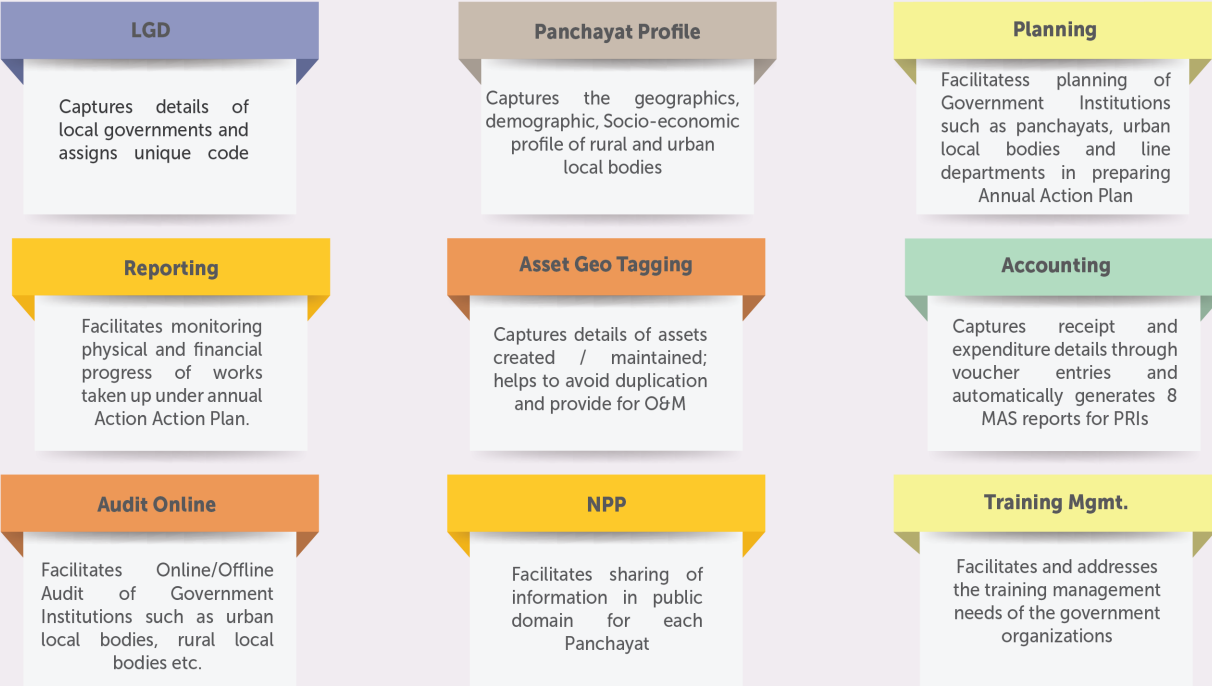 LGD
Captures details of
local governments and
assigns unique code
Panchayat Profile
Captures the geographics,
demographic, Socio-economic
profile of rural and urban
local bodies
Planning
Facilitatess planning of
Government Institutions
such as panchayats, urban
local bodies and line
departments in preparing
Annual Action Plan
Reporting
Facilitates monitoring
physical and financial
progress of works
taken up under annual
Action Action Plan.
Asset Geo Tagging
Captures details of assets
created / maintained;
helps to avoid duplication
and provide for O&M
Accounting
Captures receipt and
expenditure details through
voucher entries and
automatically generates 8
MAS reports for PRIs
Audit Online
Facilitates Online/Offline
Audit of Government
Institutions such as urban
local bodies, rural local
bodies etc.
NPP
Facilitates sharing of
information in public
domain for each
Panchayat
Training Mgmt.
Facilitates and addresses
the training management
needs of the government
organizations